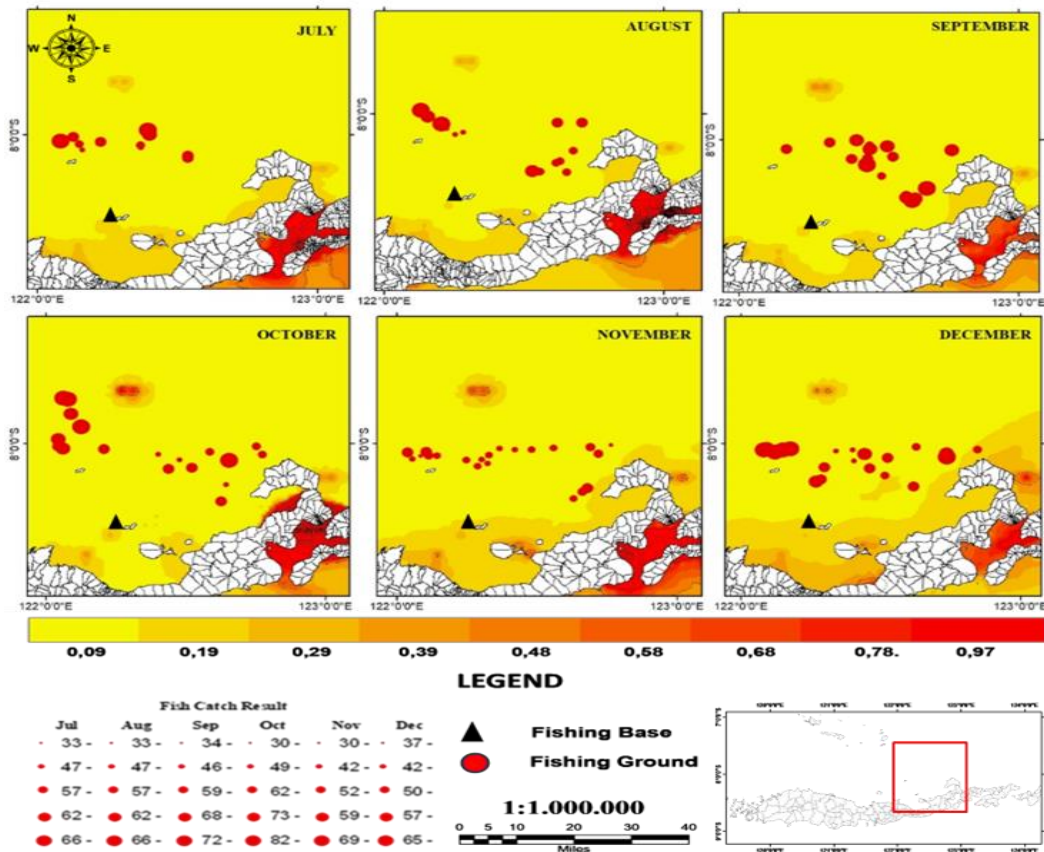 JULY
AUGUST
SEPTEMBER
N
W E
S
8°0'0"S
8°0'0"S
8°0'0"S
122°0'0"E
123°0'0"E
122°0'0"E
123°0'0"E
122°0'0"E
123°0'0"E
OCTOBER
NOVEMBER
DECEMBER
8°0'0"S
8°0'0"S
8°0'0"S
122°0'0"E
123°0'0"E
122°0'0"E
123°0'0"E
122°0'0"E
123°0'0"E
0,09 0,19 0,29 0,39 0,48 0,58 0,68 0,78. 0,97
LEGEND
Fish Catch Result
Jul Aug Sep Oct Nov Dec
33 - 33 - 34 - 30 - 30 - 37 -
47 - 47 - 46 - 49 - 42 - 42 -
57 - 57 - 59 - 62 - 52 - 50 -
62 - 62 - 68 - 73 - 59 - 57 -
66 - 66 - 72 - 82 - 69 - 65 -
Fishing Base
Fishing Ground
1:1.000.000
0 5 10 20 30 40
Miles